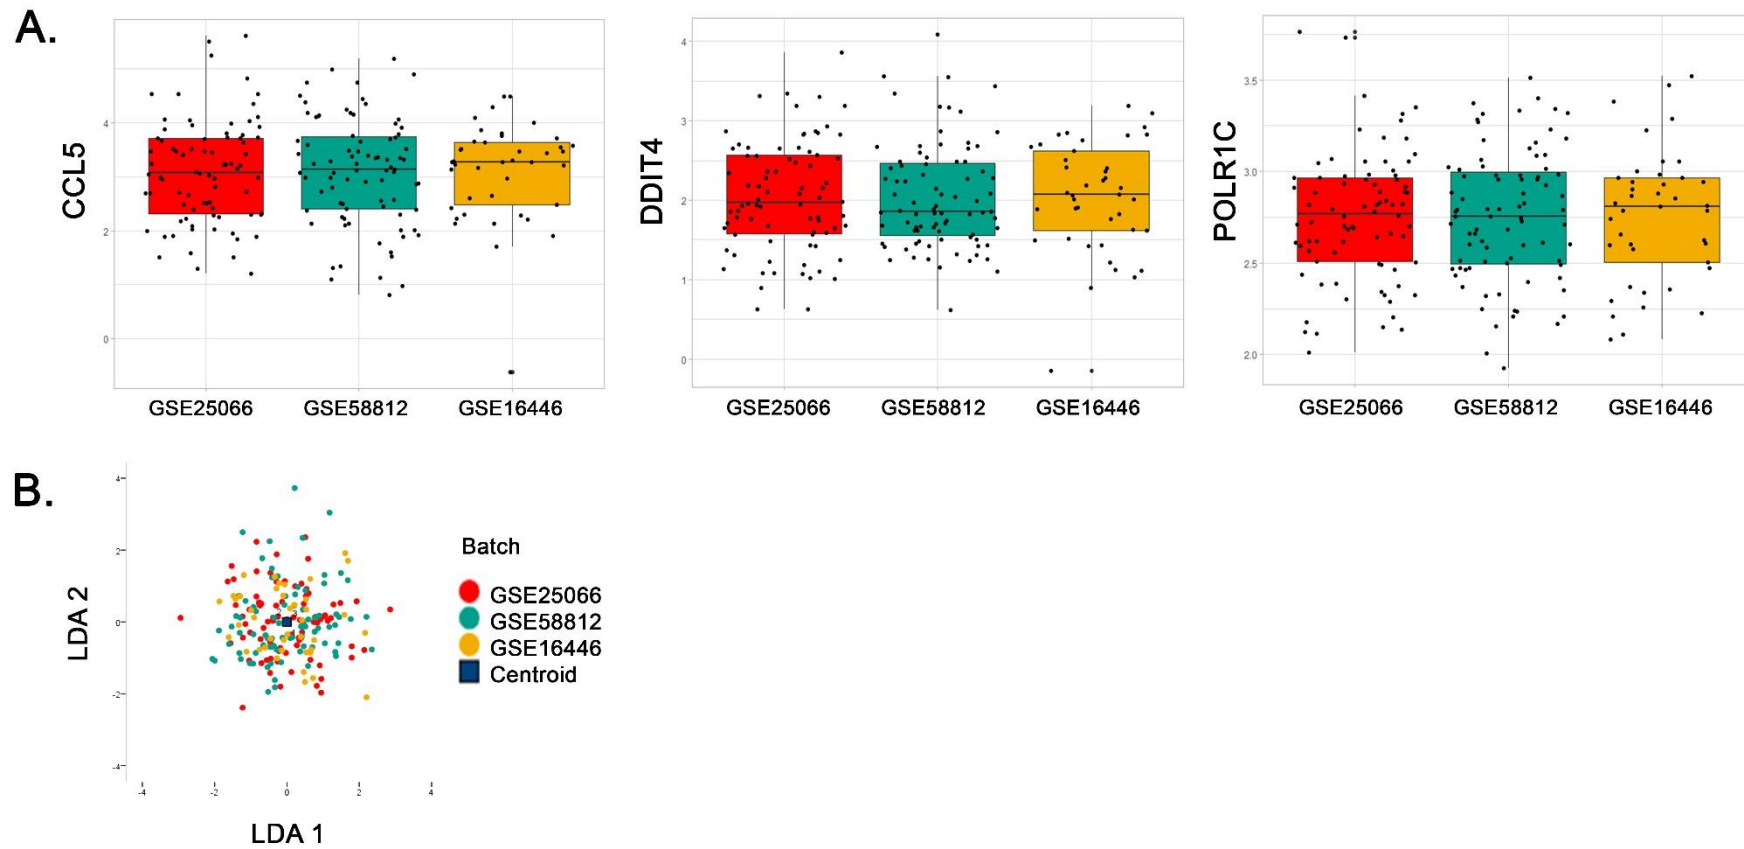 A.
CCL5
4
2
0
GSE25066 GSE58812 GSE16446
DDIT4
4
3
2
1
0
GSE25066 GSE58812 GSE16446
POLR1C
3.5
3.0
2.5
2.0
GSE25066 GSE58812 GSE16446
B.
LDA 2
4
2
0
-2
-4
-4 -2 0 2 4
LDA 1
Batch
GSE25066
GSE58812
GSE16446
Centroid